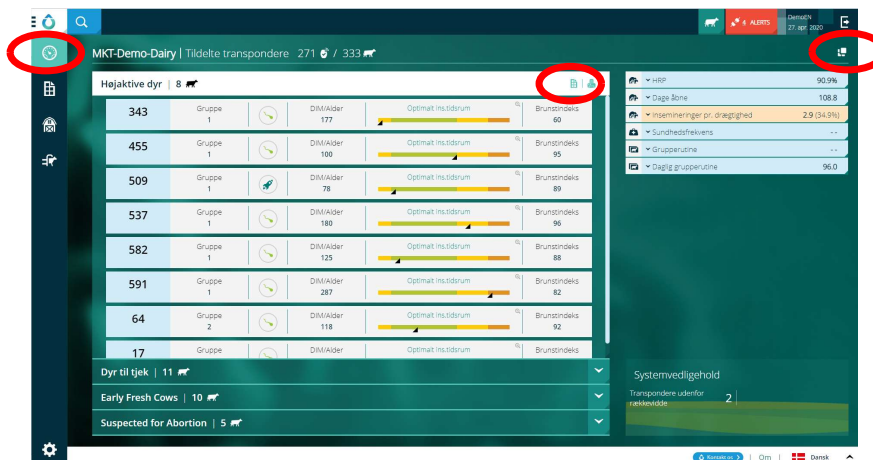 4 ALERTS
DemoEN
27. apr. 2020
MKT-Demo-Dairy | Tildelte transpondere 271 / 333
Højaktive dyr | 8
343 Gruppe 1 DIM/Alder 177 Optimalt ins.tidsrum Brunstindeks 60
455 Gruppe 1 DIM/Alder 100 Optimalt ins.tidsrum Brunstindeks 95
509 Gruppe 1 DIM/Alder 78 Optimalt ins.tidsrum Brunstindeks 89
537 Gruppe 1 DIM/Alder 180 Optimalt ins.tidsrum Brunstindeks 96
582 Gruppe 1 DIM/Alder 125 Optimalt ins.tidsrum Brunstindeks 88
591 Gruppe 1 DIM/Alder 287 Optimalt ins.tidsrum Brunstindeks 82
64 Gruppe 2 DIM/Alder 118 Optimalt ins.tidsrum Brunstindeks 92
17 Gruppe DIM/Alder Optimalt ins.tidsrum Brunstindeks
Dyr til tjek | 11
Early Fresh Cows | 10
Suspected for Abortion | 5
HRP 90.9%
Dage åbne 108.8
Insemineringer pr. drægtighed 2.9 (34.9%)
Sundhedsfrekvens --
Grupperutine --
Daglig grupperutine 96.0
Systemvedligehold
Transpondere udenfor
rækkevidde 2
Kontakt os | Om | Dansk